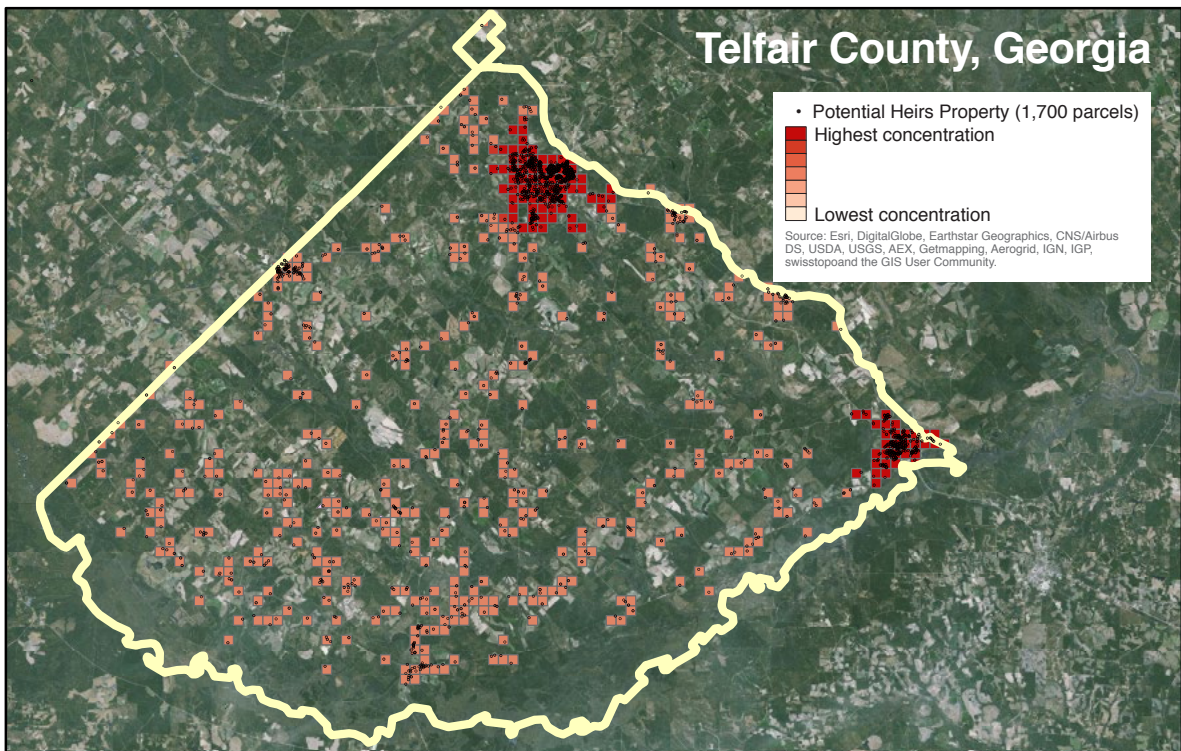 Telfair County, Georgia
• Potential Heirs Property (1,700 parcels)
Highest concentration
Lowest concentration
Source: Esri, DigitalGlobe, Earthstar Geographics, CNS/Airbus
DS, USDA, USGS, AEX, Getmapping, Aerogrid, IGN, IGP,
swisstopoand the GIS User Community.